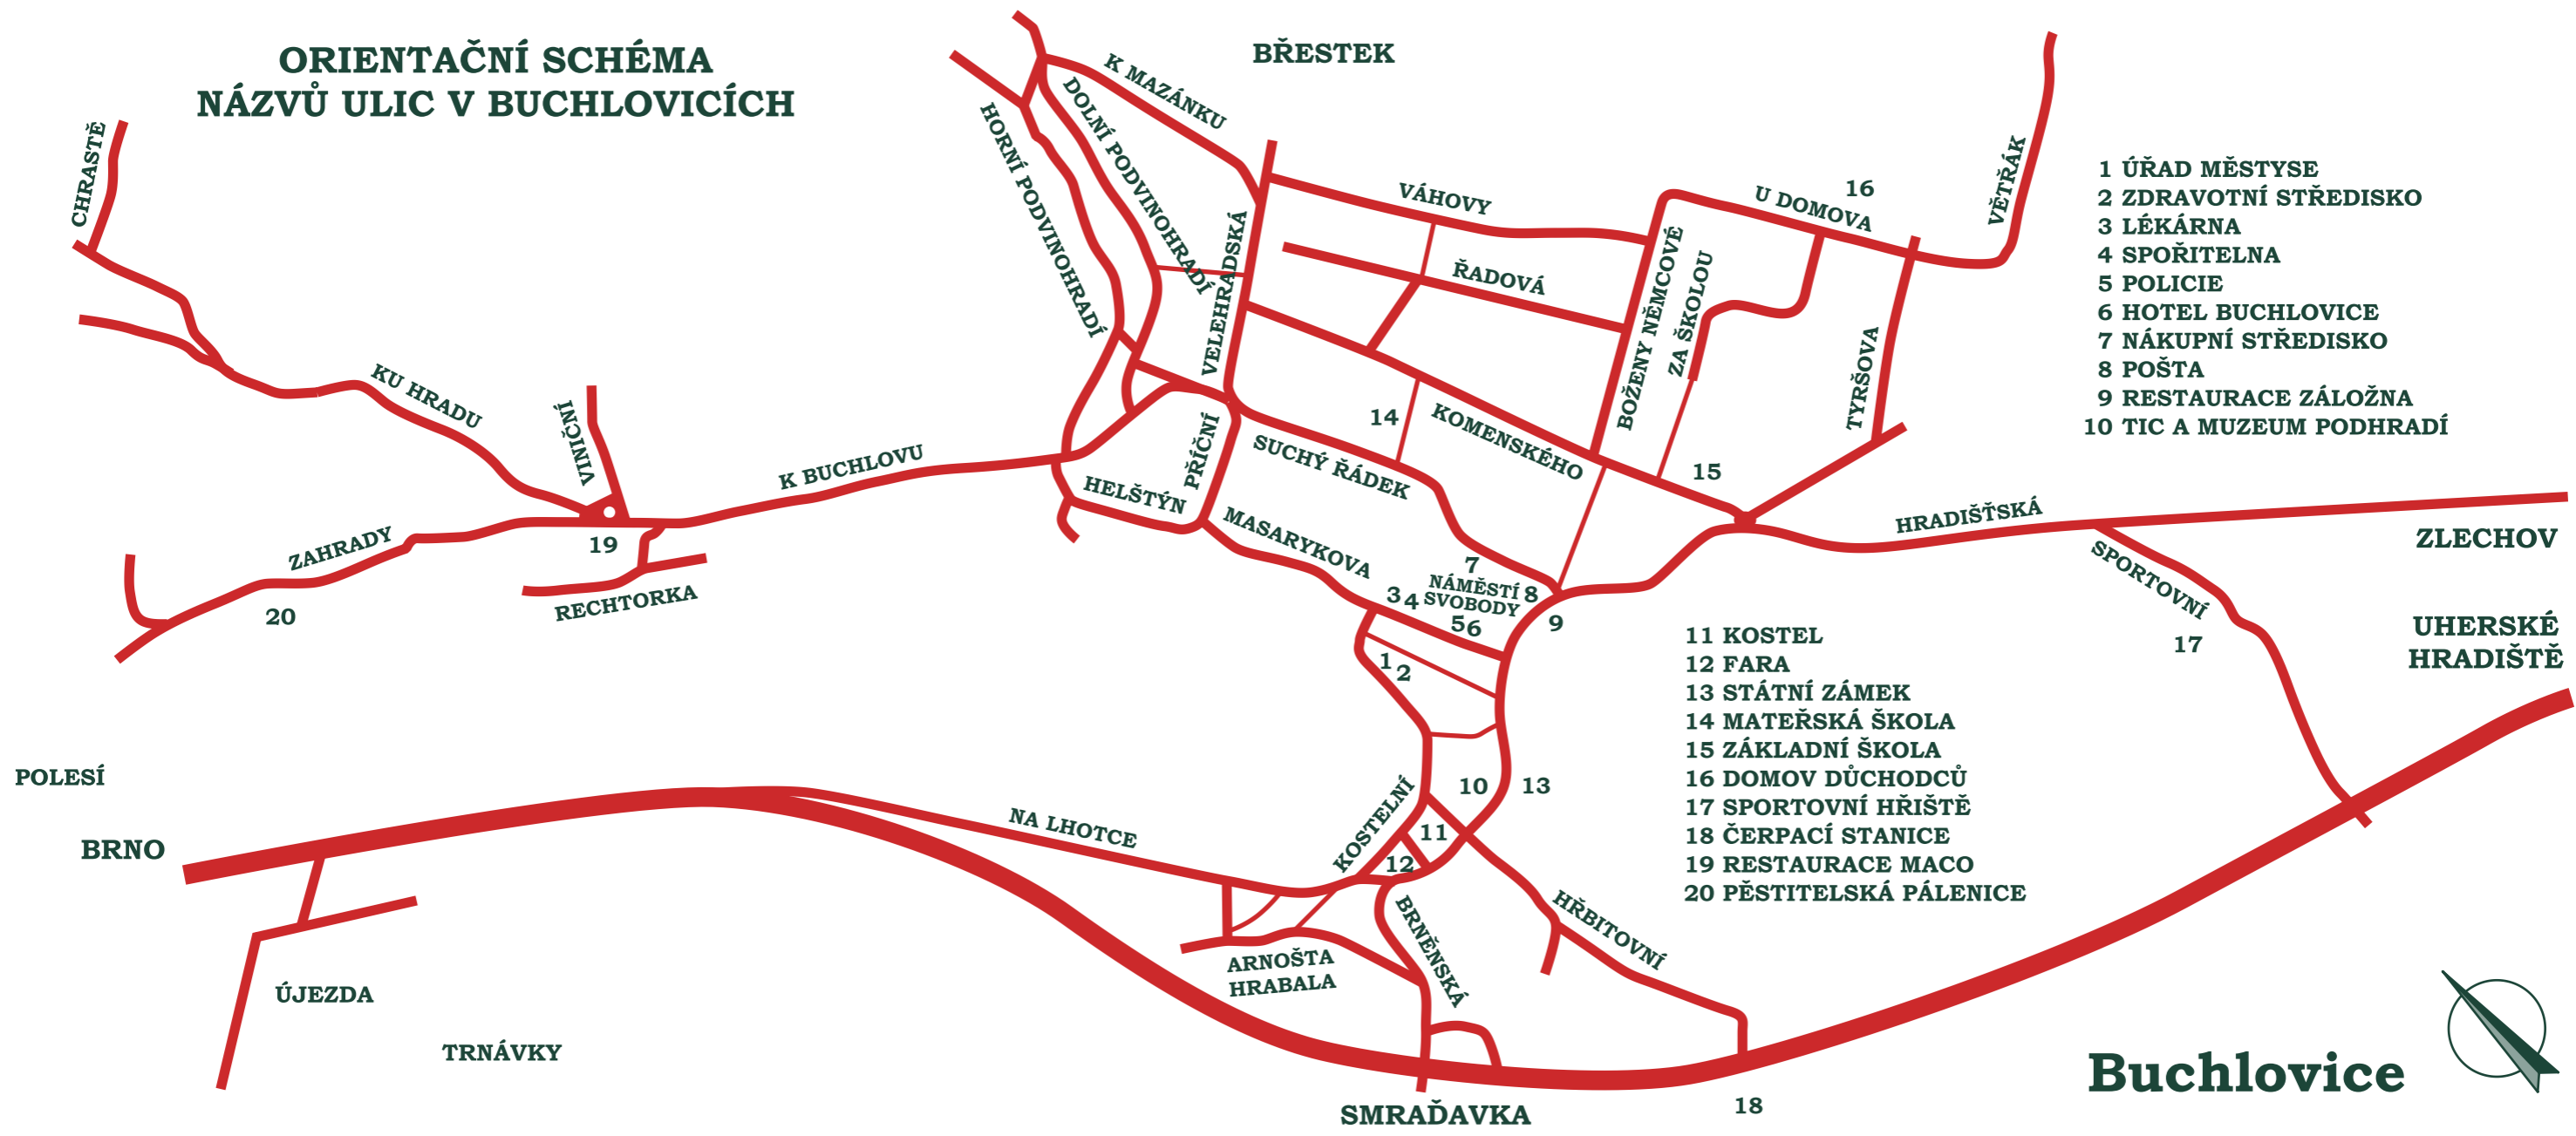 ORIENTAČNÍ SCHÉMA
NÁZVŮ ULIC V BUCHLOVICÍCH
BŘESTEK
K MAZÁNKU
DOLNÍ PODVINOHRADÍ
HORNÍ PODVINOHRADÍ
CHRASTĚ
VELEHRADSKÁ
VÁHOVY
ŘADOVÁ
U DOMOVA
16
VĚTŘÁK
BOŽENY NĚMCOVÉ
ZA ŠKOLOU
TYRŠOVA
1 ÚŘAD MĚSTYSE
2 ZDRAVOTNÍ STŘEDISKO
3 LÉKÁRNA
4 SPOŘITELNA
5 POLICIE
6 HOTEL BUCHLOVICE
7 NÁKUPNÍ STŘEDISKO
8 POŠTA
9 RESTAURACE ZÁLOŽNA
10 TIC A MUZEUM PODHRADÍ
KU HRADU
VINIČNÍ
K BUCHLOVU
PŘÍČNÍ
SUCHÝ ŘÁDEK
14
KOMENSKÉHO
15
HELŠTÝN
MASARYKOVA
HRADIŠŤSKÁ
ZLECHOV
SPORTOVNÍ
ZAHRADY
19
20
RECHTORKA
7
NÁMĚSTÍ
SVOBODY
8
3
4
5
6
9
1
2
17
UHERSKÉ
HRADIŠTĚ
11 KOSTEL
12 FARA
13 STÁTNÍ ZÁMEK
14 MATEŘSKÁ ŠKOLA
15 ZÁKLADNÍ ŠKOLA
16 DOMOV DŮCHODCŮ
17 SPORTOVNÍ HŘIŠTĚ
18 ČERPACÍ STANICE
19 RESTAURACE MACO
20 PĚSTITELSKÁ PÁLENICE
POLESÍ
BRNO
NA LHOTCE
KOSTELNÍ
10
13
11
12
BRNĚNSKÁ
HŘBITOVNÍ
ARNOŠTA
HRABALA
ÚJEZDA
TRNÁVKY
SMRAĎAVKA
18
Buchlovice